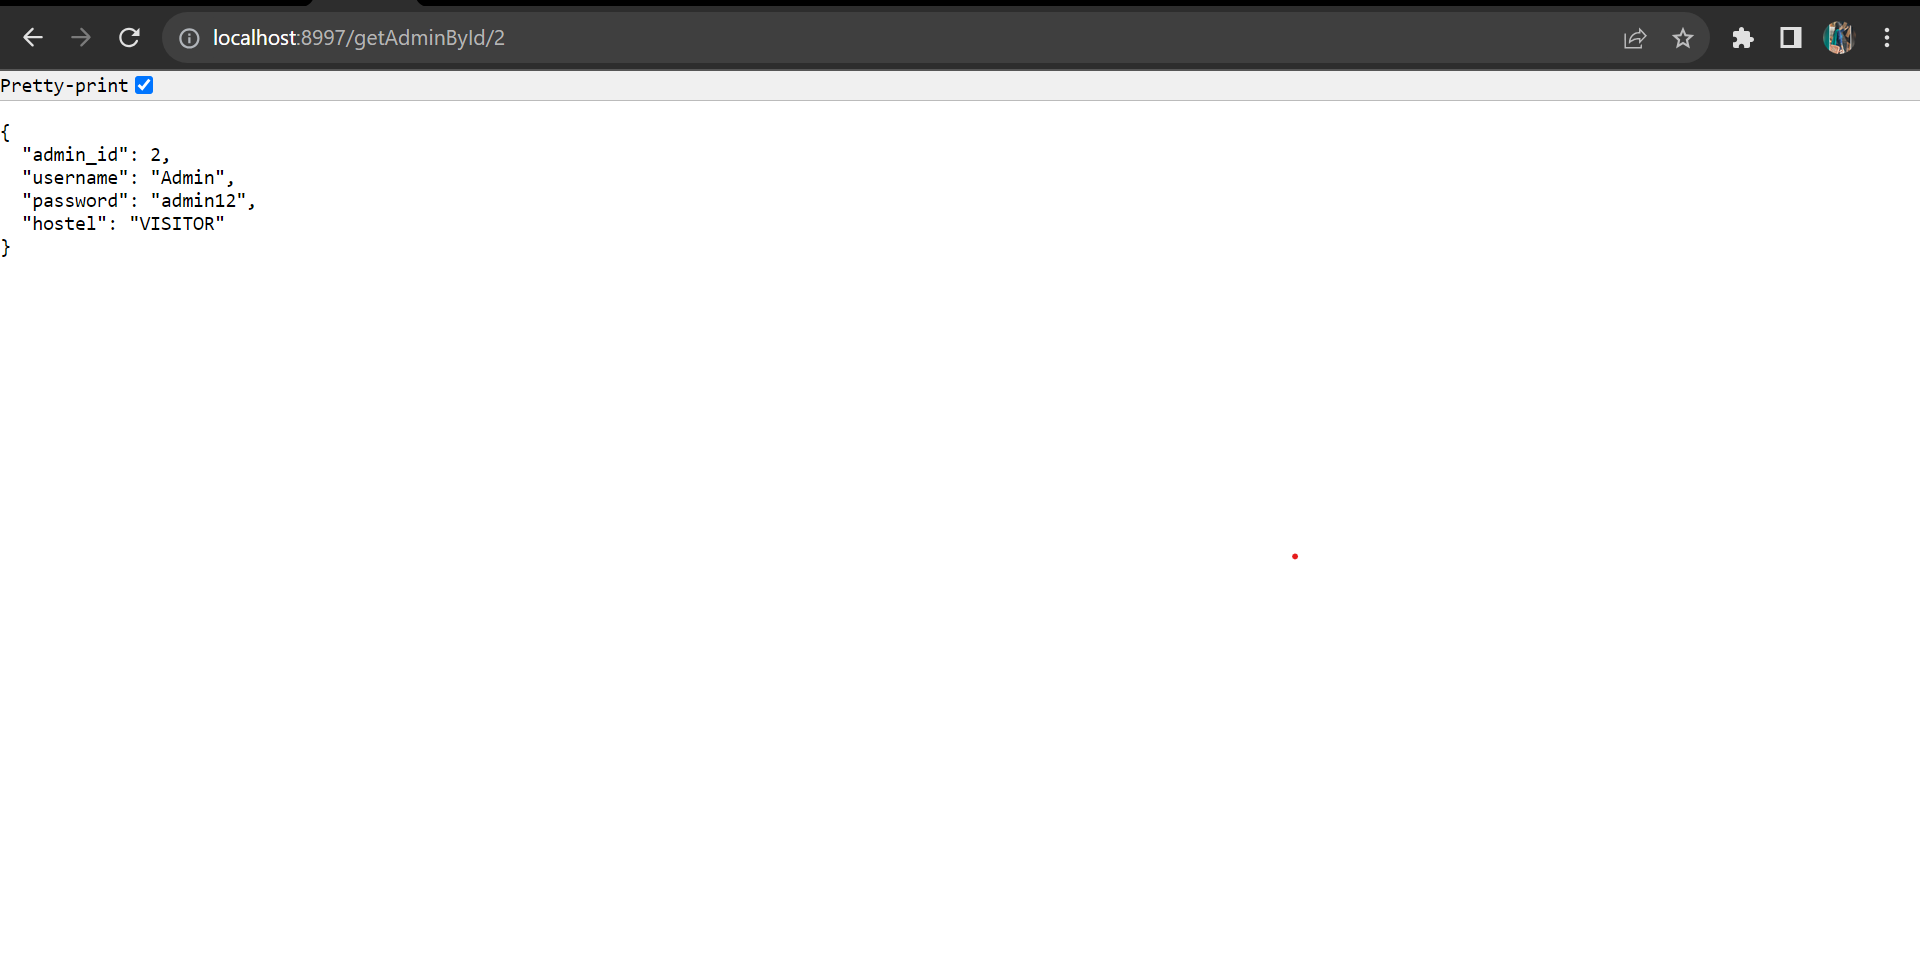 localhost:8997/getAdminById/2
Pretty-print
{
"admin_id": 2,
"username": "Admin",
"password": "admin12",
"hostel": "VISITOR"
}